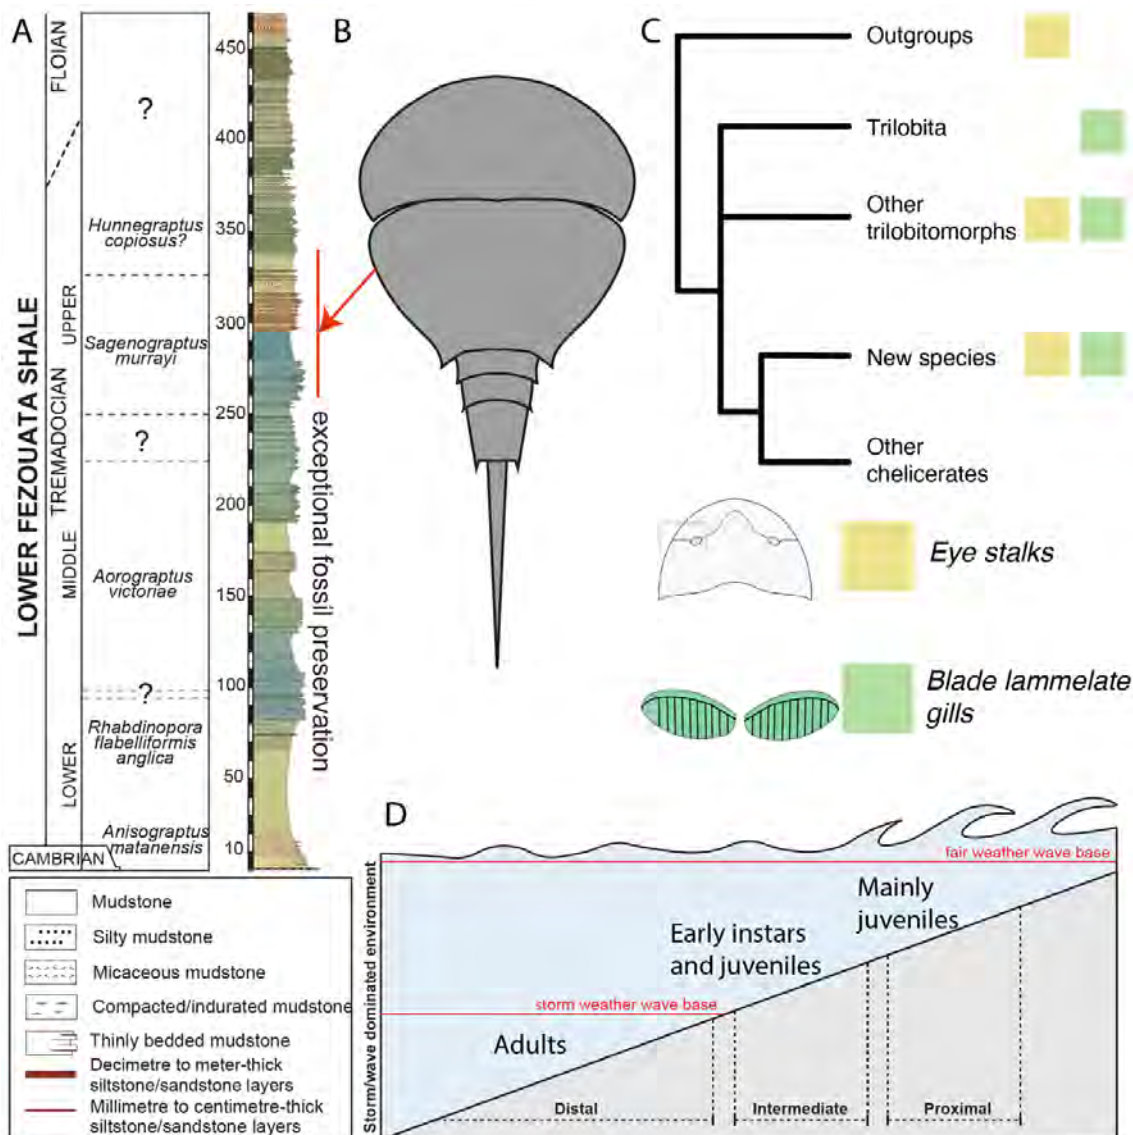 A
B
C
LOWER FEZOUATA SHALE
FLOIAN
TREMADOCIAN
UPPER
MIDDLE
LOWER
?
Hunnegraptus
copiosus?
Sagenograptus
murrayi
?
Aorograptus
victoriae
?
Rhabdinopora
flabelliformis
anglica
Anisograptus
matanensis
CAMBRIAN
450
400
350
300
250
200
150
100
50
10
exceptional fossil preservation
Outgroups
Trilobita
Other
trilobitomorphs
New species
Other
chelicerates
Eye stalks
Blade lammelate
gills
Mudstone
Silty mudstone
Micaceous mudstone
Compacted/indurated mudstone
Thinly bedded mudstone
Decimetre to meter-thick
siltstone/sandstone layers
Millimetre to centimetre-thick
siltstone/sandstone layers
D
Storm/wave dominated environment
fair weather wave base
Mainly
juveniles
Early instars
and juveniles
storm weather wave base
Adults
Distal
Intermediate
Proximal